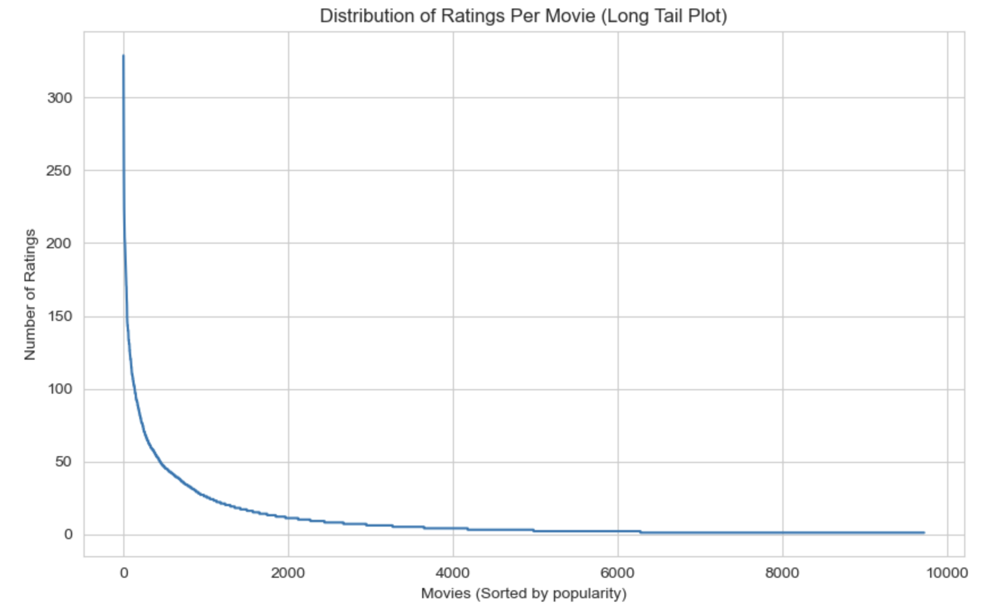 Distribution of Ratings Per Movie (Long Tail Plot)
Number of Ratings
300
250
200
150
100
50
0
0 2000 4000 6000 8000 10000
Movies (Sorted by popularity)